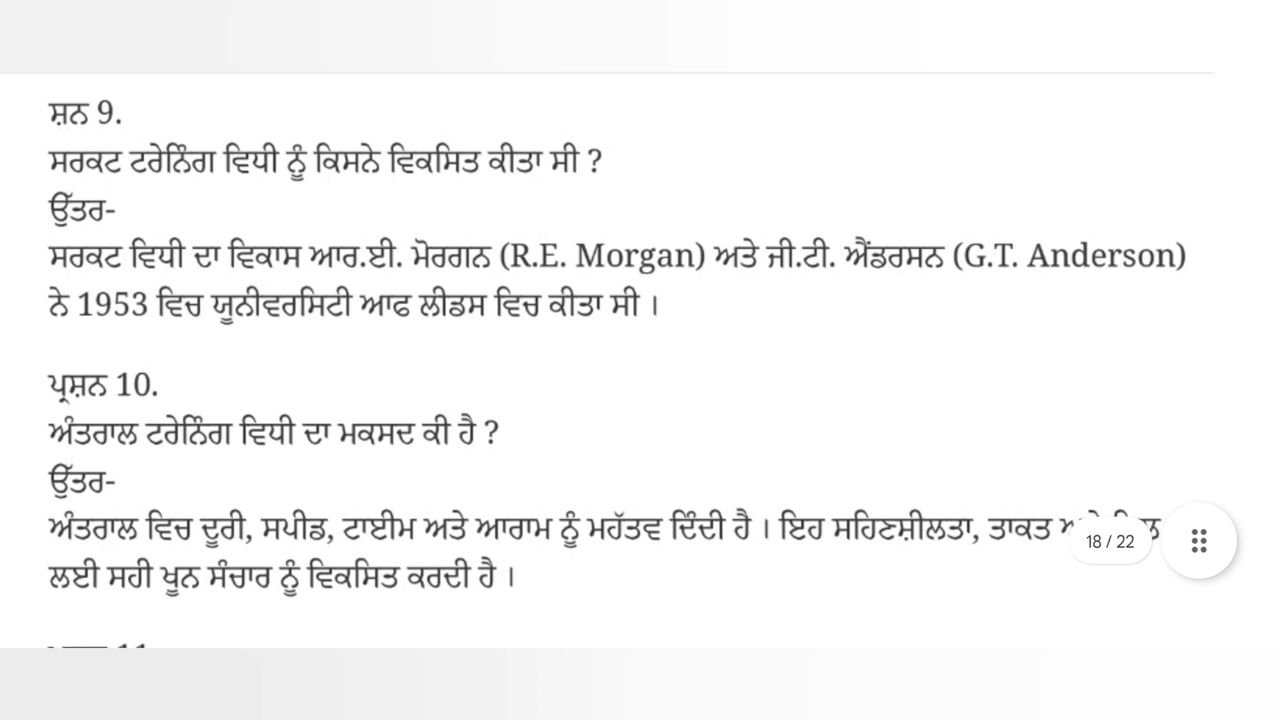 ਸ਼ਨ 9.
ਸਰਕਟ ਟਰੇਨਿੰਗ ਵਿਧੀ ਨੂੰ ਕਿਸਨੇ ਵਿਕਸਿਤ ਕੀਤਾ ਸੀ ?
ਉੱਤਰ-
ਸਰਕਟ ਵਿਧੀ ਦਾ ਵਿਕਾਸ ਆਰ.ਈ. ਮੋਰਗਨ (R.E. Morgan) ਅਤੇ ਜੀ.ਟੀ. ਐਂਡਰਸਨ (G.T. Anderson)
ਨੇ 1953 ਵਿਚ ਯੂਨੀਵਰਸਿਟੀ ਆਫ ਲੀਡਸ ਵਿਚ ਕੀਤਾ ਸੀ ।
ਪ੍ਰਸ਼ਨ 10.
ਅੰਤਰਾਲ ਟਰੇਨਿੰਗ ਵਿਧੀ ਦਾ ਮਕਸਦ ਕੀ ਹੈ ?
ਉੱਤਰ-
ਅੰਤਰਾਲ ਵਿਚ ਦੂਰੀ, ਸਪੀਡ, ਟਾਈਮ ਅਤੇ ਆਰਾਮ ਨੂੰ ਮਹੱਤਵ ਦਿੰਦੀ ਹੈ । ਇਹ ਸਹਿਣਸ਼ੀਲਤਾ, ਤਾਕਤ
18 / 22
ਲਈ ਸਹੀ ਖੂਨ ਸੰਚਾਰ ਨੂੰ ਵਿਕਸਿਤ ਕਰਦੀ ਹੈ ।